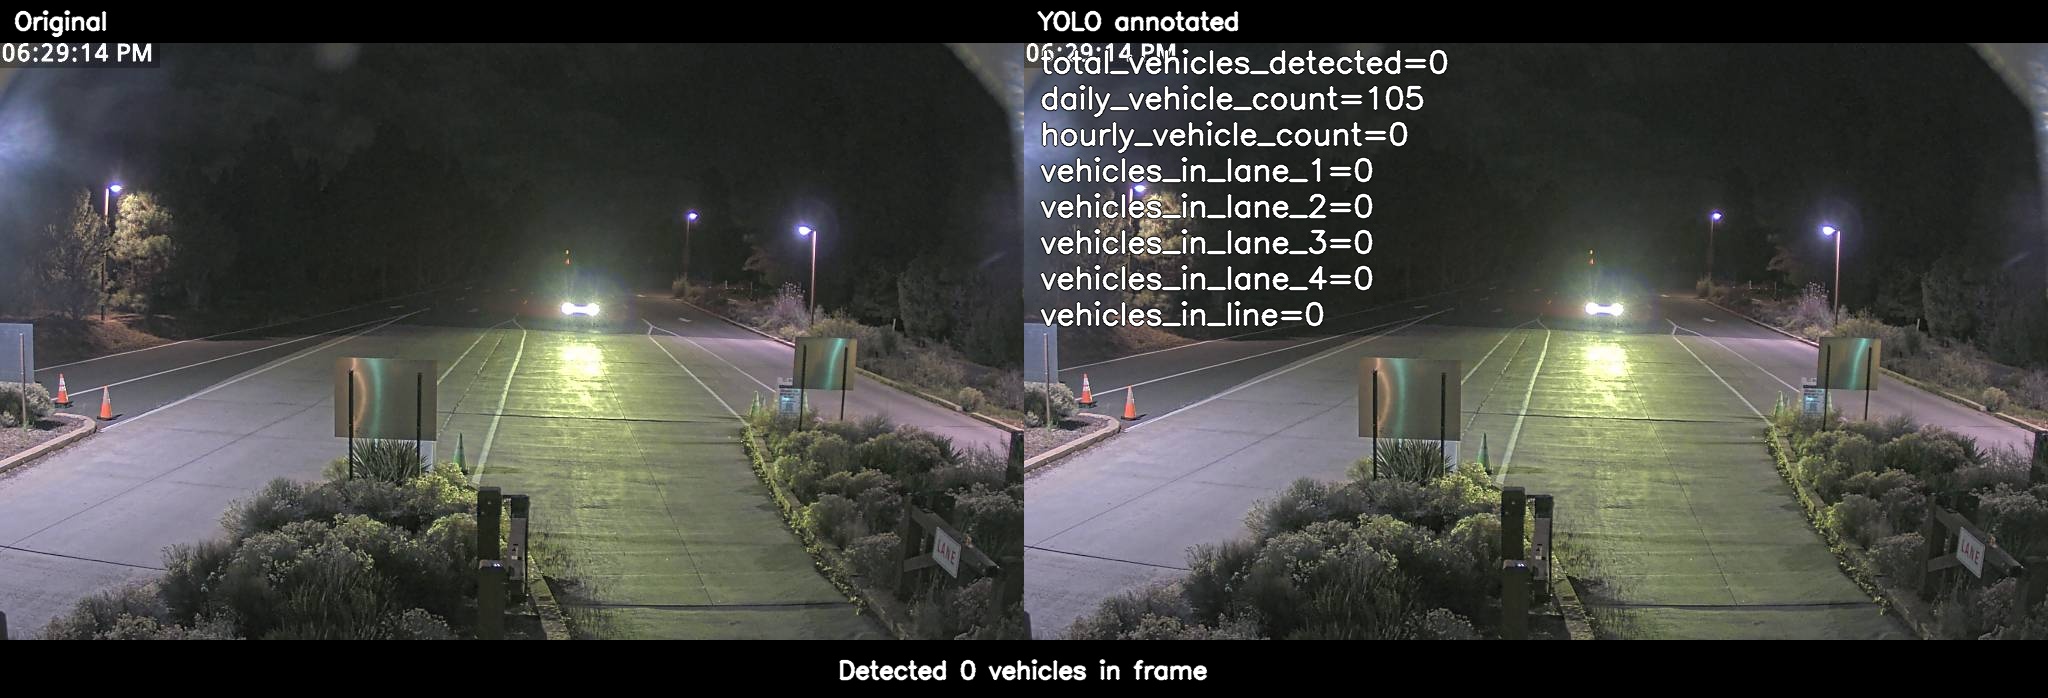 Original
06:29:14 PM
YOLO annotated
06:29:14 PM
total_vehicles_detected=0
daily_vehicle_count=105
hourly_vehicle_count=0
vehicles_in_lane_1=0
vehicles_in_lane_2=0
vehicles_in_lane_3=0
vehicles_in_lane_4=0
vehicles_in_line=0
LANE
LANE
Detected 0 vehicles in frame